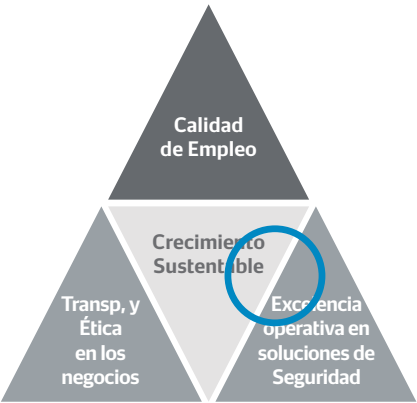 Calidad
de Empleo
Crecimiento
Sustentable
Transp, y
Ética
en los
negocios
Excelencia
operativa en
soluciones de
Seguridad